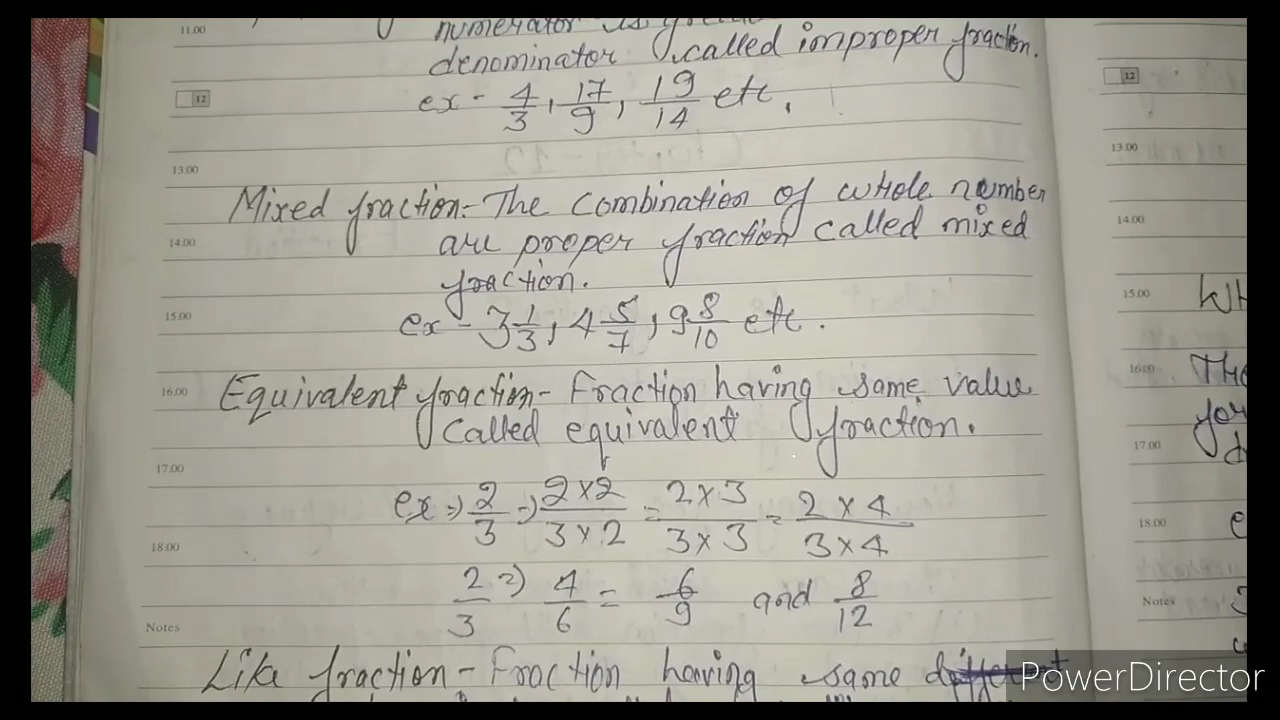 11.00
numerator is
denominator called improper fraction.
12
ex - 4/3, 17/9, 19/14 etc.
12
13.00
13.00
Mixed fraction:- The combination of whole number
14.00
are proper fraction called mixed
14.00
fraction.
15.00
15.00
ex - 3 1/3, 4 5/7, 9 8/10 etc.
16.00
Equivalent fraction- Fraction having same value
16.00
The
called equivalent fraction.
17.00
17.00
ex => 2/3 => 2×2/3×2 = 2×3/3×3 = 2×4/3×4
18.00
18.00
2/3 => 4/6 = 6/9 and 8/12
Notes
Notes
Like fraction - Fraction having same
PowerDirector